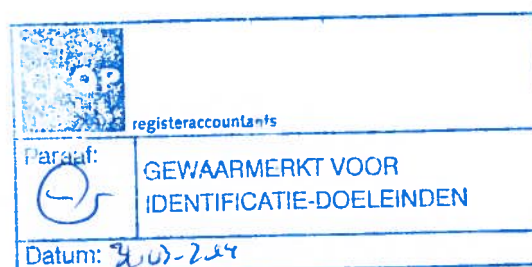 registeraccountants
Paraaf:
GEWAARMERKT VOOR
IDENTIFICATIE-DOELEINDEN
Datum: